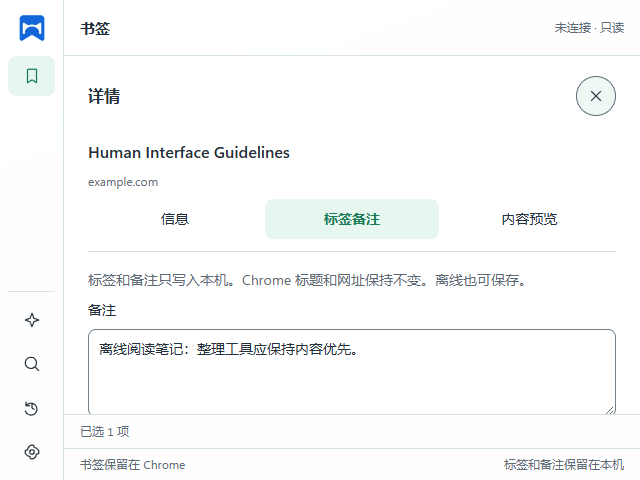 书签
未连接 · 只读
详情
Human Interface Guidelines
example.com
信息
标签备注
内容预览
标签和备注只写入本机。Chrome 标题和网址保持不变。离线也可保存。
备注
离线阅读笔记：整理工具应保持内容优先。
已选 1 项
书签保留在 Chrome
标签和备注保留在本机